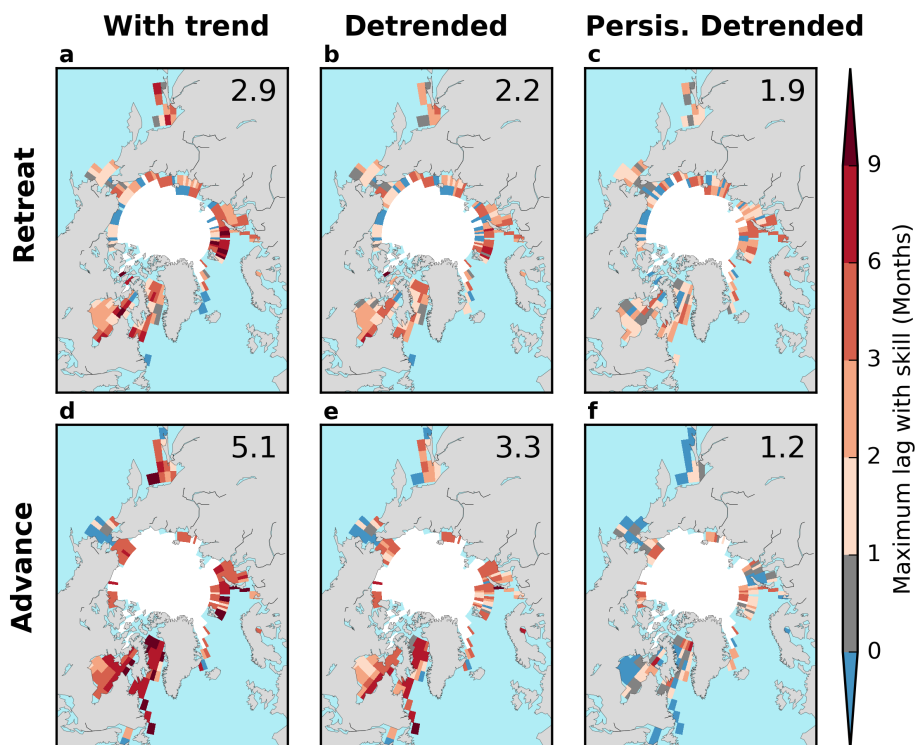 With trend
Detrended
Persis. Detrended
a
b
c
Retreat
2.9
2.2
1.9
d
e
f
Advance
5.1
3.3
1.2
9
6
3
2
1
0
Maximum lag with skill (Months)